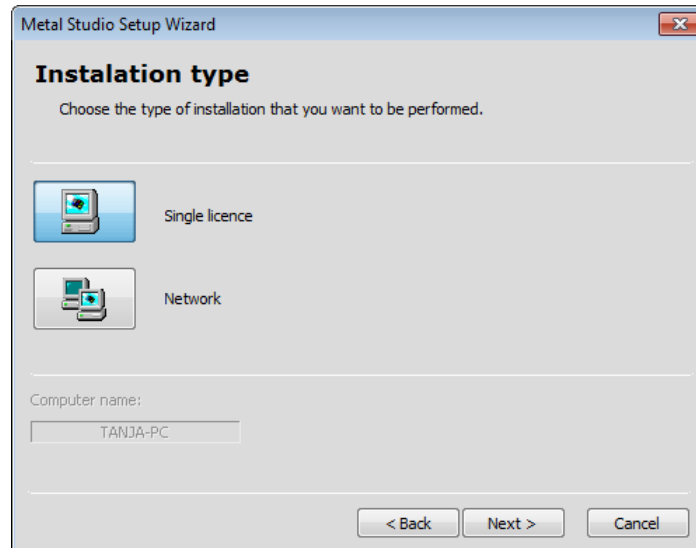 Metal Studio Setup Wizard
Instalation type
Choose the type of installation that you want to be performed.
Single licence
Network
Computer name:
TANJA-PC
< Back Next > Cancel